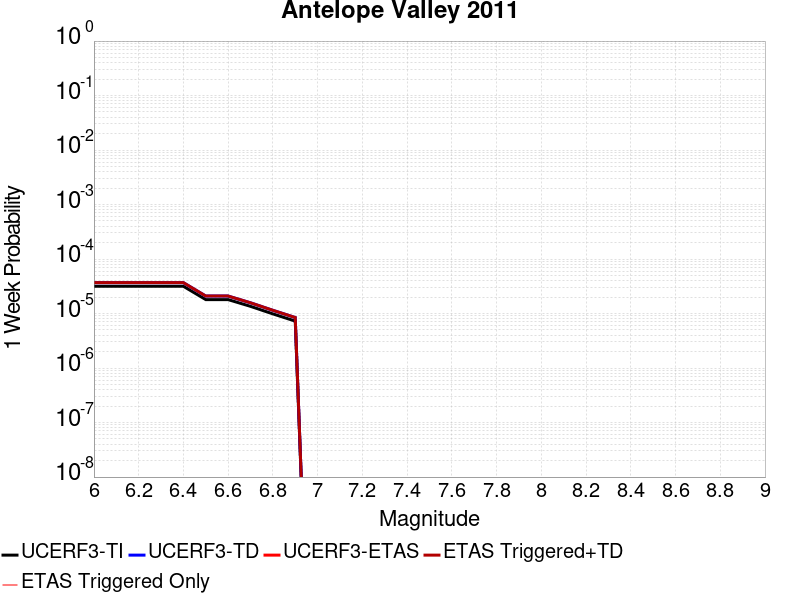 Antelope Valley 2011
1 Week Probability
10^0
10^-1
10^-2
10^-3
10^-4
10^-5
10^-6
10^-7
10^-8
6 6.2 6.4 6.6 6.8 7 7.2 7.4 7.6 7.8 8 8.2 8.4 8.6 8.8 9
Magnitude
UCERF3-TI UCERF3-TD UCERF3-ETAS ETAS Triggered+TD
ETAS Triggered Only